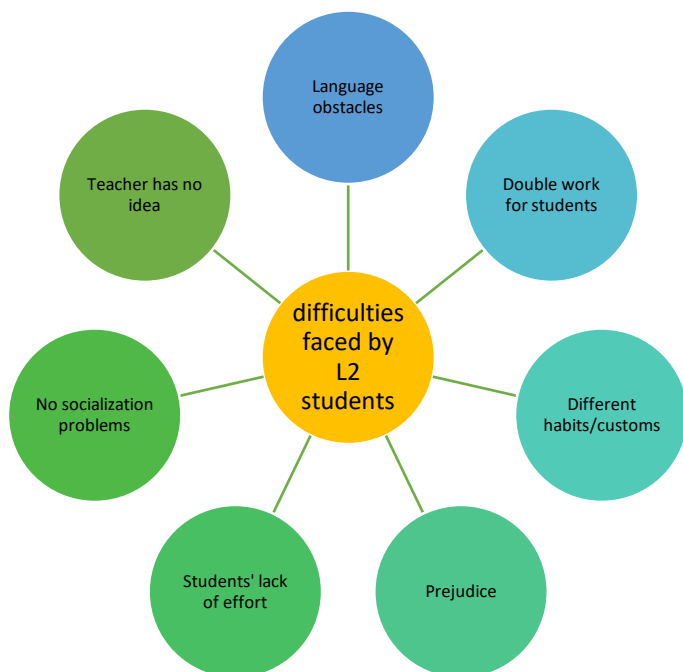 Language
obstacles
Double work
for students
Different
habits/customs
Prejudice
Students' lack
of effort
No socialization
problems
Teacher has no
idea
difficulties
faced by
L2
students